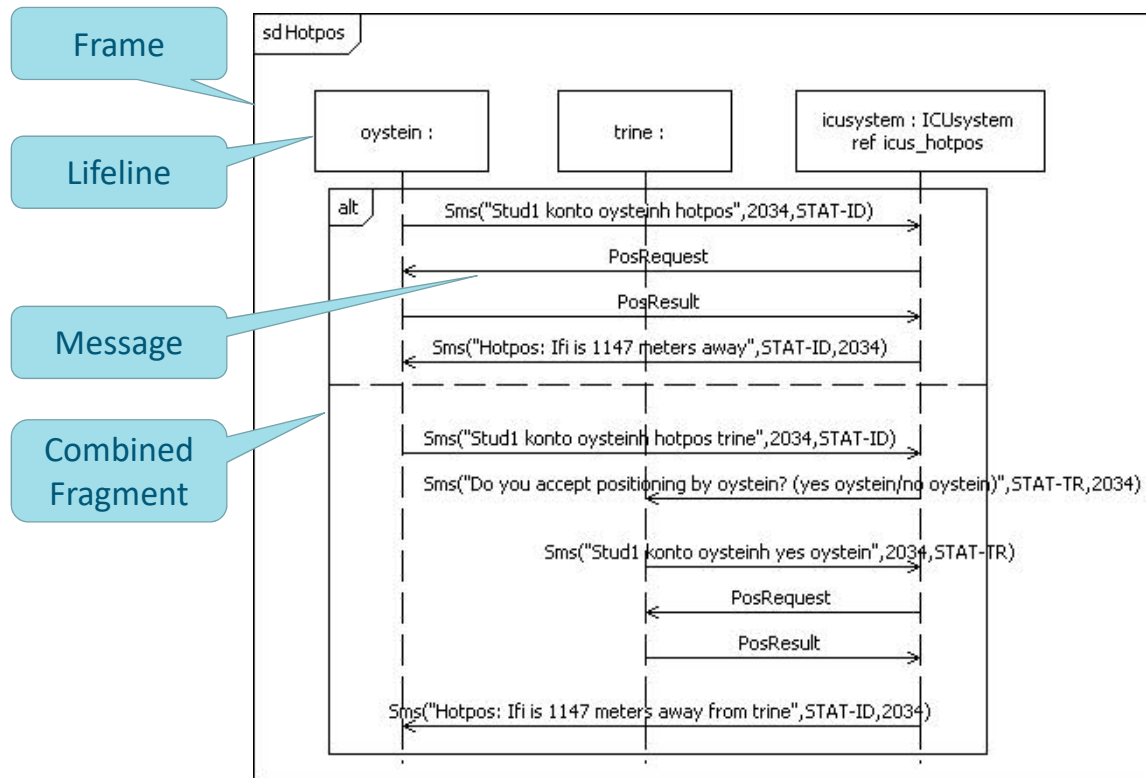 Frame
Lifeline
Message
Combined
Fragment
sd Hotpos
oystein :
trine :
icusystem : ICUsystem
ref icus_hotpos
alt
Sms("Stud1 konto oysteinh hotpos",2034,STAT-ID)
PosRequest
PosResult
Sms("Hotpos: Ifi is 1147 meters away",STAT-ID,2034)
Sms("Stud1 konto oysteinh hotpos trine",2034,STAT-ID)
Sms("Do you accept positioning by oystein? (yes oystein/no oystein)",STAT-TR,2034)
Sms("Stud1 konto oysteinh yes oystein",2034,STAT-TR)
PosRequest
PosResult
Sms("Hotpos: Ifi is 1147 meters away from trine",STAT-ID,2034)